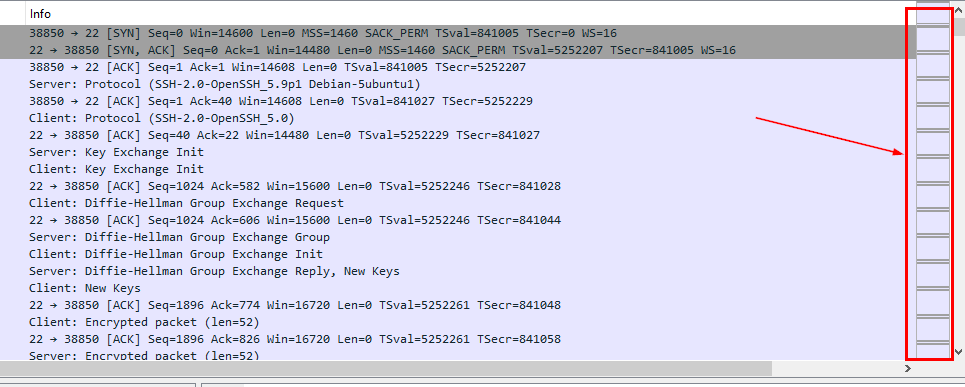 Info
38850 → 22 [SYN] Seq=0 Win=14600 Len=0 MSS=1460 SACK_PERM TSval=841005 TSecr=0 WS=16
22 → 38850 [SYN, ACK] Seq=0 Ack=1 Win=14480 Len=0 MSS=1460 SACK_PERM TSval=5252207 TSecr=841005 WS=16
38850 → 22 [ACK] Seq=1 Ack=1 Win=14608 Len=0 TSval=841005 TSecr=5252207
Server: Protocol (SSH-2.0-OpenSSH_5.9p1 Debian-5ubuntu1)
38850 → 22 [ACK] Seq=1 Ack=40 Win=14608 Len=0 TSval=841027 TSecr=5252229
Client: Protocol (SSH-2.0-OpenSSH_5.0)
22 → 38850 [ACK] Seq=40 Ack=22 Win=14480 Len=0 TSval=5252229 TSecr=841027
Server: Key Exchange Init
Client: Key Exchange Init
22 → 38850 [ACK] Seq=1024 Ack=582 Win=15600 Len=0 TSval=5252246 TSecr=841028
Client: Diffie-Hellman Group Exchange Request
22 → 38850 [ACK] Seq=1024 Ack=606 Win=15600 Len=0 TSval=5252246 TSecr=841044
Server: Diffie-Hellman Group Exchange Group
Client: Diffie-Hellman Group Exchange Init
Server: Diffie-Hellman Group Exchange Reply, New Keys
Client: New Keys
22 → 38850 [ACK] Seq=1896 Ack=774 Win=16720 Len=0 TSval=5252261 TSecr=841048
Client: Encrypted packet (len=52)
22 → 38850 [ACK] Seq=1896 Ack=826 Win=16720 Len=0 TSval=5252261 TSecr=841058
Server: Encrypted packet (len=52)